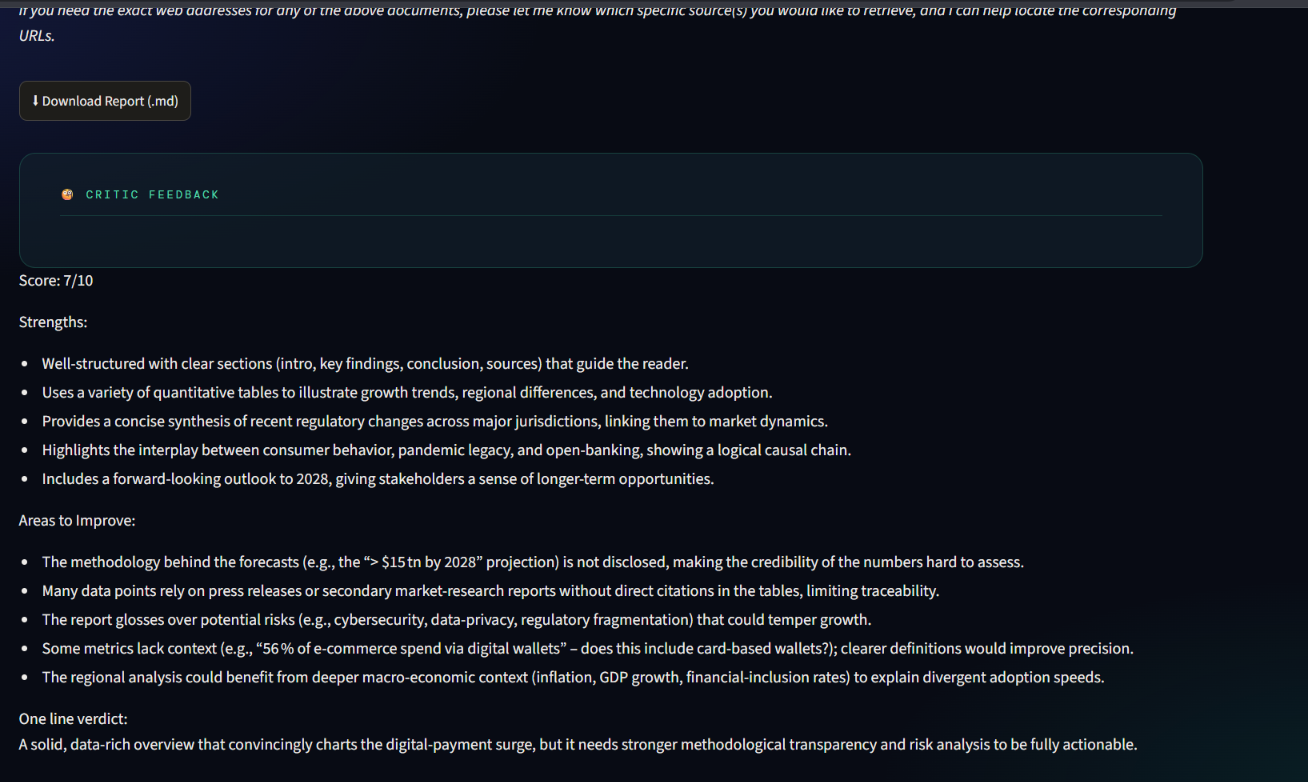 If you need the exact web addresses for any of the above documents, please let me know which specific source(s) you would like to retrieve, and I can help locate the corresponding
URLs.
⬇ Download Report (.md)
🧐 CRITIC FEEDBACK
Score: 7/10
Strengths:
• Well-structured with clear sections (intro, key findings, conclusion, sources) that guide the reader.
• Uses a variety of quantitative tables to illustrate growth trends, regional differences, and technology adoption.
• Provides a concise synthesis of recent regulatory changes across major jurisdictions, linking them to market dynamics.
• Highlights the interplay between consumer behavior, pandemic legacy, and open-banking, showing a logical causal chain.
• Includes a forward-looking outlook to 2028, giving stakeholders a sense of longer-term opportunities.
Areas to Improve:
• The methodology behind the forecasts (e.g., the “> $15 tn by 2028” projection) is not disclosed, making the credibility of the numbers hard to assess.
• Many data points rely on press releases or secondary market-research reports without direct citations in the tables, limiting traceability.
• The report glosses over potential risks (e.g., cybersecurity, data-privacy, regulatory fragmentation) that could temper growth.
• Some metrics lack context (e.g., “56 % of e-commerce spend via digital wallets” – does this include card-based wallets?); clearer definitions would improve precision.
• The regional analysis could benefit from deeper macro-economic context (inflation, GDP growth, financial-inclusion rates) to explain divergent adoption speeds.
One line verdict:
A solid, data-rich overview that convincingly charts the digital-payment surge, but it needs stronger methodological transparency and risk analysis to be fully actionable.